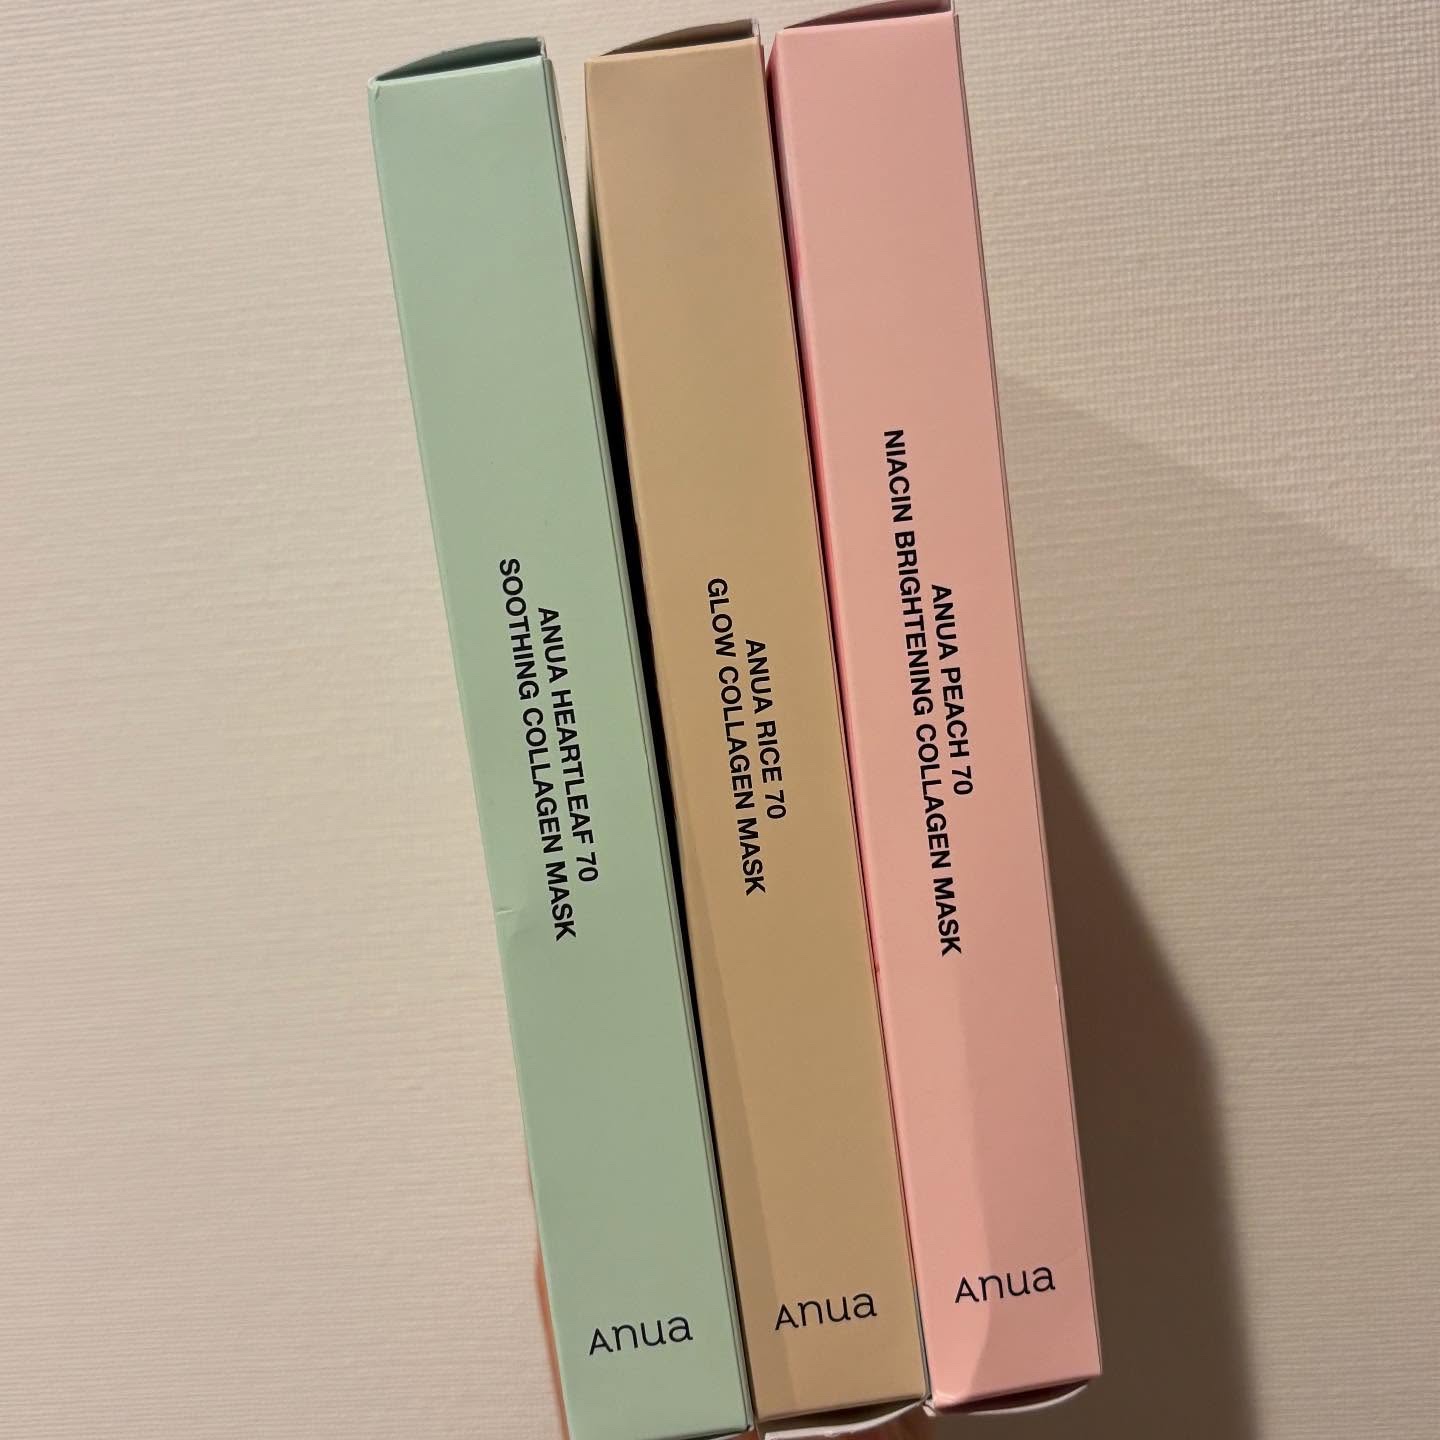 ANUA HEARTLEAF 70
SOOTHING COLLAGEN MASK
Anua
ANUA RICE 70
GLOW COLLAGEN MASK
Anua
ANUA PEACH 70
NIACIN BRIGHTENING COLLAGEN MASK
Anua